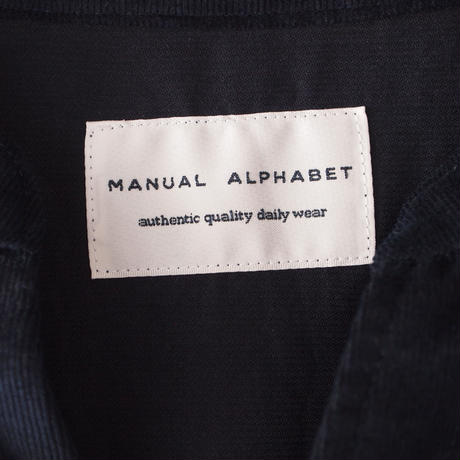 MANUAL ALPHABET
authentic quality daily wear